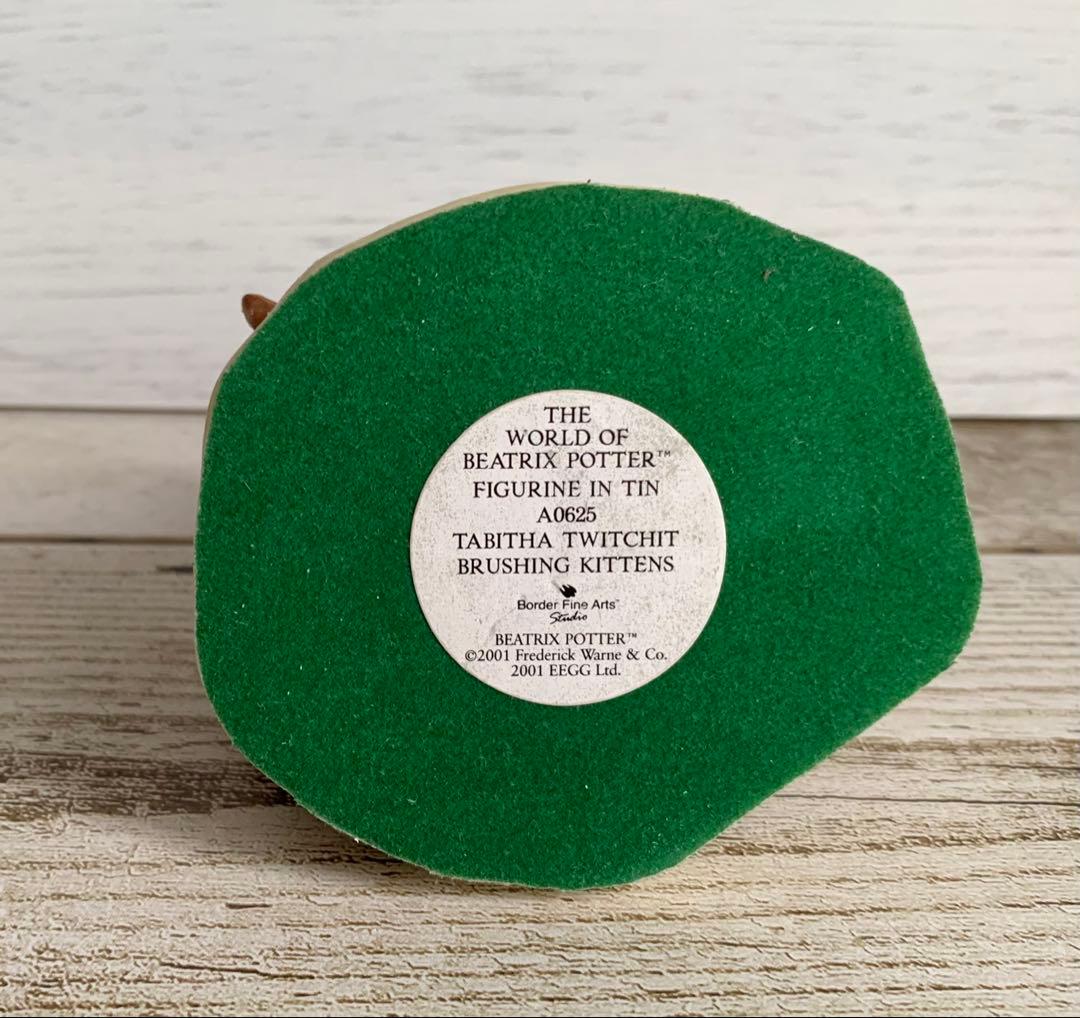 THE
WORLD OF
BEATRIX POTTER™
FIGURINE IN TIN
A0625
TABITHA TWITCHIT
BRUSHING KITTENS
Border Fine Arts™
Studio
BEATRIX POTTER™
©2001 Frederick Warne & Co.
2001 EEGG Ltd.